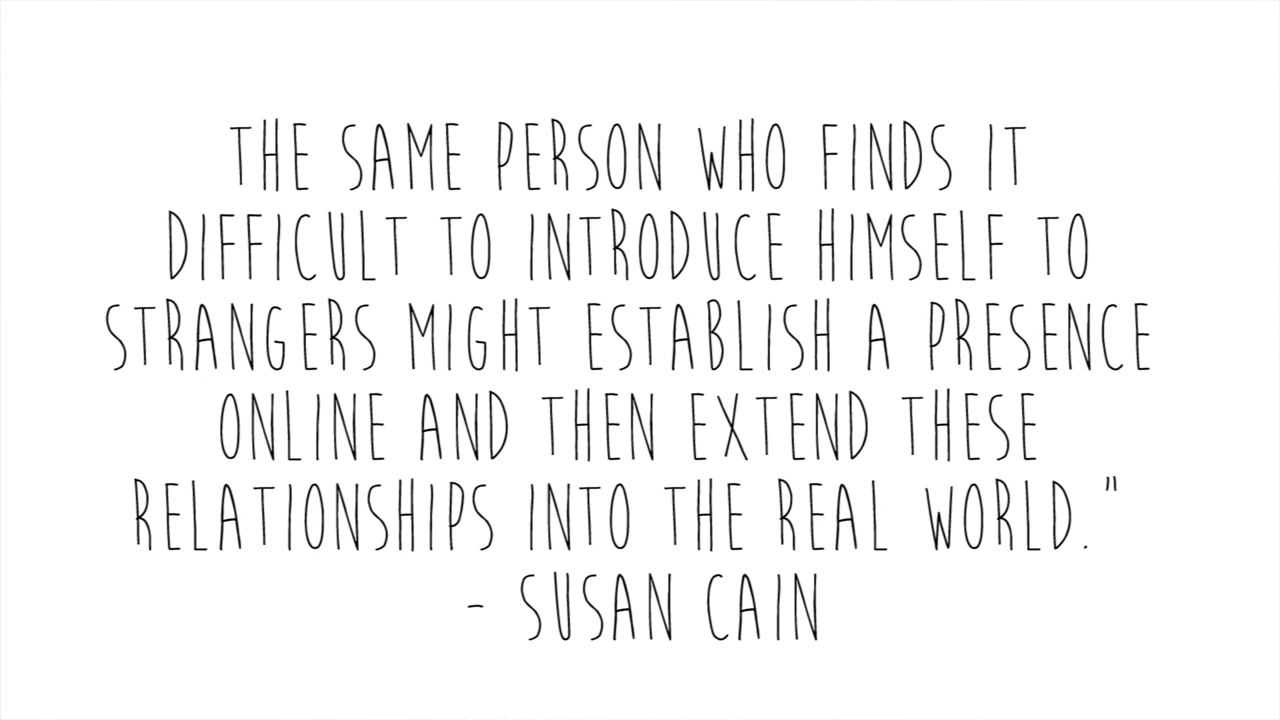 THE SAME PERSON WHO FINDS IT
DIFFICULT TO INTRODUCE HIMSELF TO
STRANGERS MIGHT ESTABLISH A PRESENCE
ONLINE AND THEN EXTEND THESE
RELATIONSHIPS INTO THE REAL WORLD."
- SUSAN CAIN